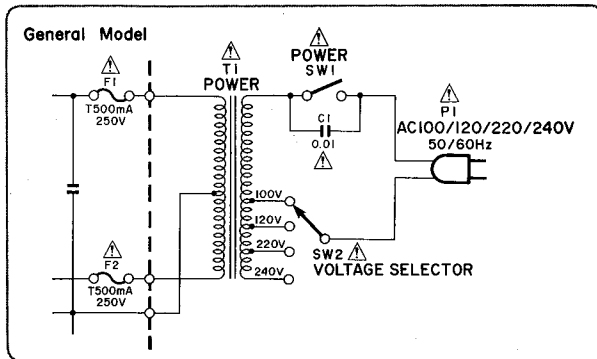 General Model
F1
T500mA
250V
T1
POWER
POWER
SW1
C1
0.01
P1
AC100/120/220/240V
50/60Hz
100V
120V
220V
240V
SW2
VOLTAGE SELECTOR
F2
T500mA
250V